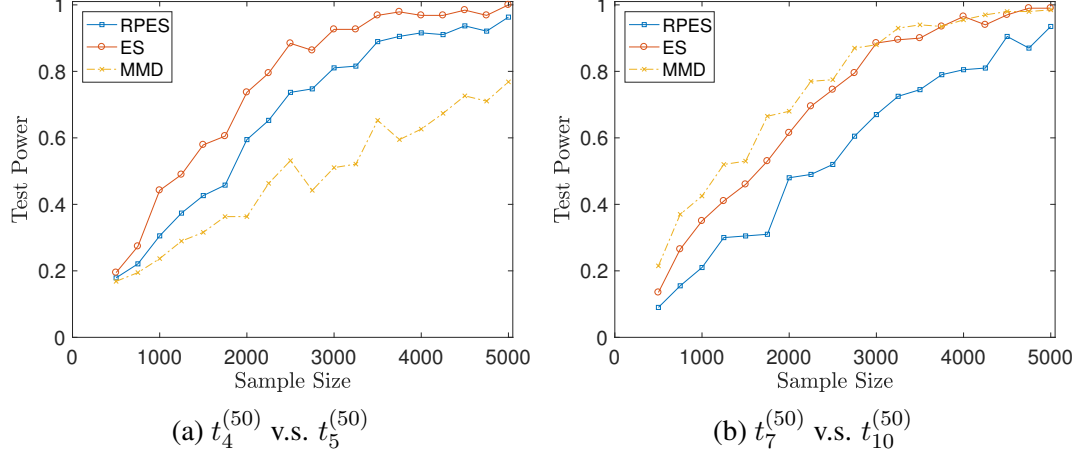 RPES
ES
MMD
1
0.8
0.6
0.4
0.2
0
Test Power
0 1000 2000 3000 4000 5000
Sample Size
(a) t_4^{(50)} v.s. t_5^{(50)}
RPES
ES
MMD
1
0.8
0.6
0.4
0.2
0
Test Power
0 1000 2000 3000 4000 5000
Sample Size
(b) t_7^{(50)} v.s. t_{10}^{(50)}